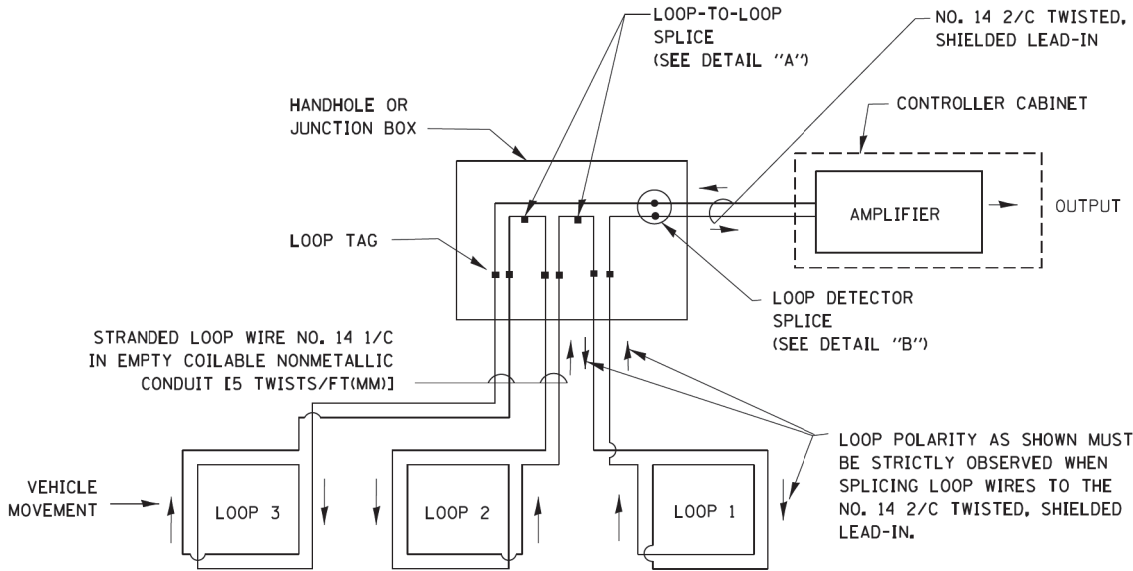 LOOP-TO-LOOP
SPLICE
(SEE DETAIL "A")
NO. 14 2/C TWISTED,
SHIELDED LEAD-IN
HANDHOLE OR
JUNCTION BOX
CONTROLLER CABINET
AMPLIFIER
OUTPUT
LOOP TAG
LOOP DETECTOR
SPLICE
(SEE DETAIL "B")
STRANDED LOOP WIRE NO. 14 1/C
IN EMPTY COILABLE NONMETALLIC
CONDUIT [5 TWISTS/FT(MM)]
LOOP POLARITY AS SHOWN MUST
BE STRICTLY OBSERVED WHEN
SPLICING LOOP WIRES TO THE
NO. 14 2/C TWISTED, SHIELDED
LEAD-IN.
VEHICLE
MOVEMENT
LOOP 3
LOOP 2
LOOP 1